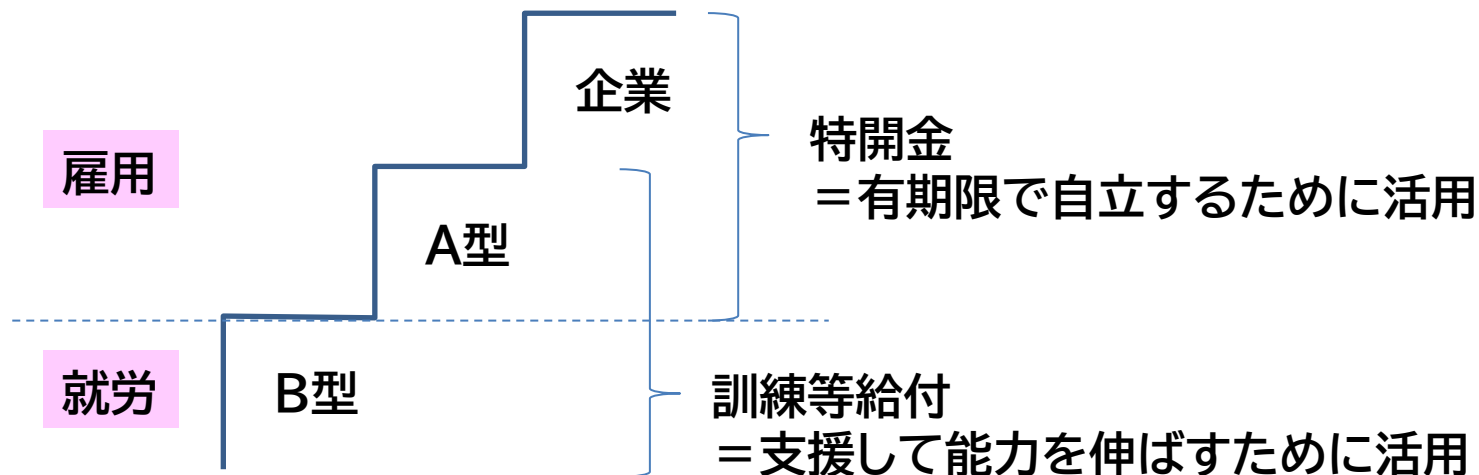 企業
特開金
＝有期限で自立するために活用
雇用
A型
就労
B型
訓練等給付
＝支援して能力を伸ばすために活用